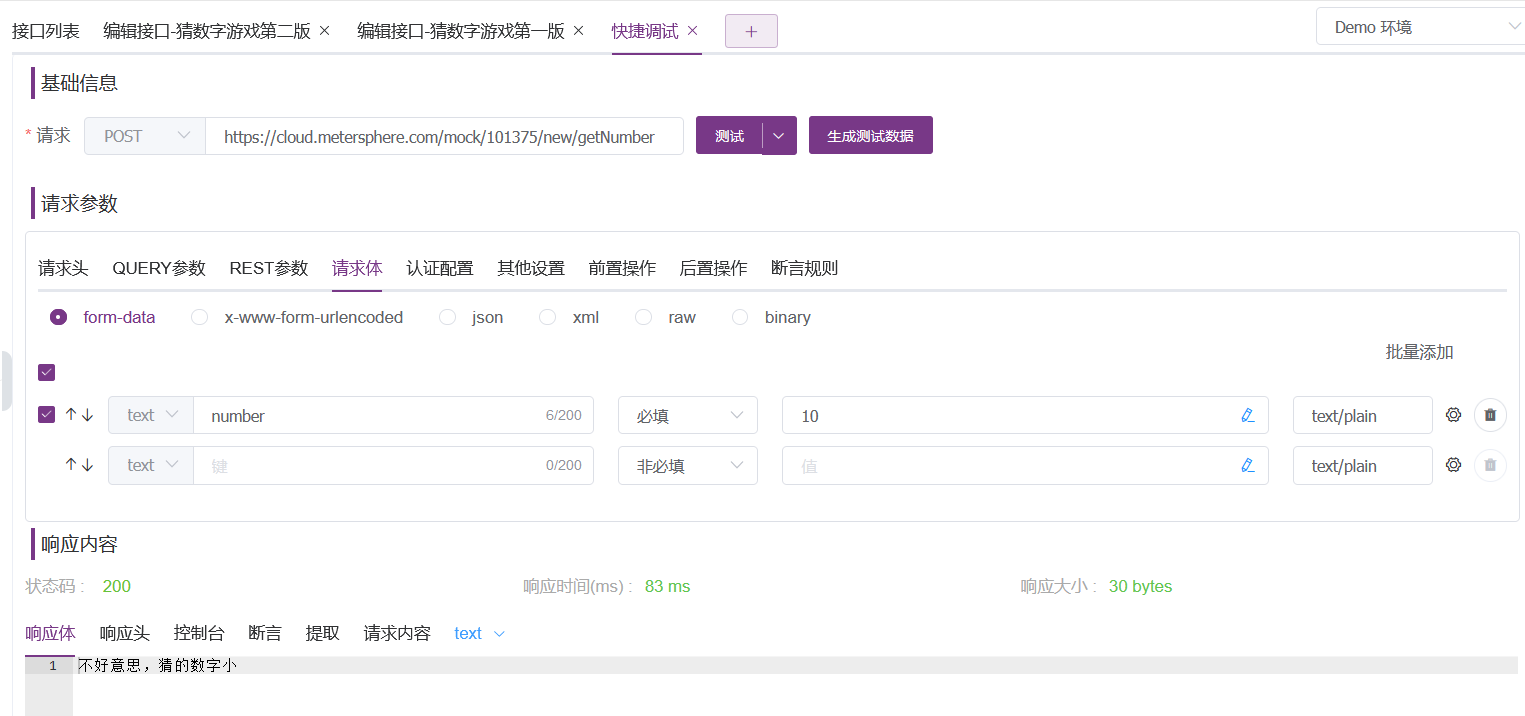 接口列表 编辑接口-猜数字游戏第二版 × 编辑接口-猜数字游戏第一版 × 快捷调试 × + Demo 环境
基础信息
* 请求 POST https://cloud.metersphere.com/mock/101375/new/getNumber 测试 生成测试数据
请求参数
请求头 QUERY参数 REST参数 请求体 认证配置 其他设置 前置操作 后置操作 断言规则
form-data x-www-form-urlencoded json xml raw binary
批量添加
text number 6/200 必填 10 text/plain
text 键 0/200 非必填 值 text/plain
响应内容
状态码 : 200 响应时间(ms) : 83 ms 响应大小 : 30 bytes
响应体 响应头 控制台 断言 提取 请求内容 text
1 不好意思，猜的数字小